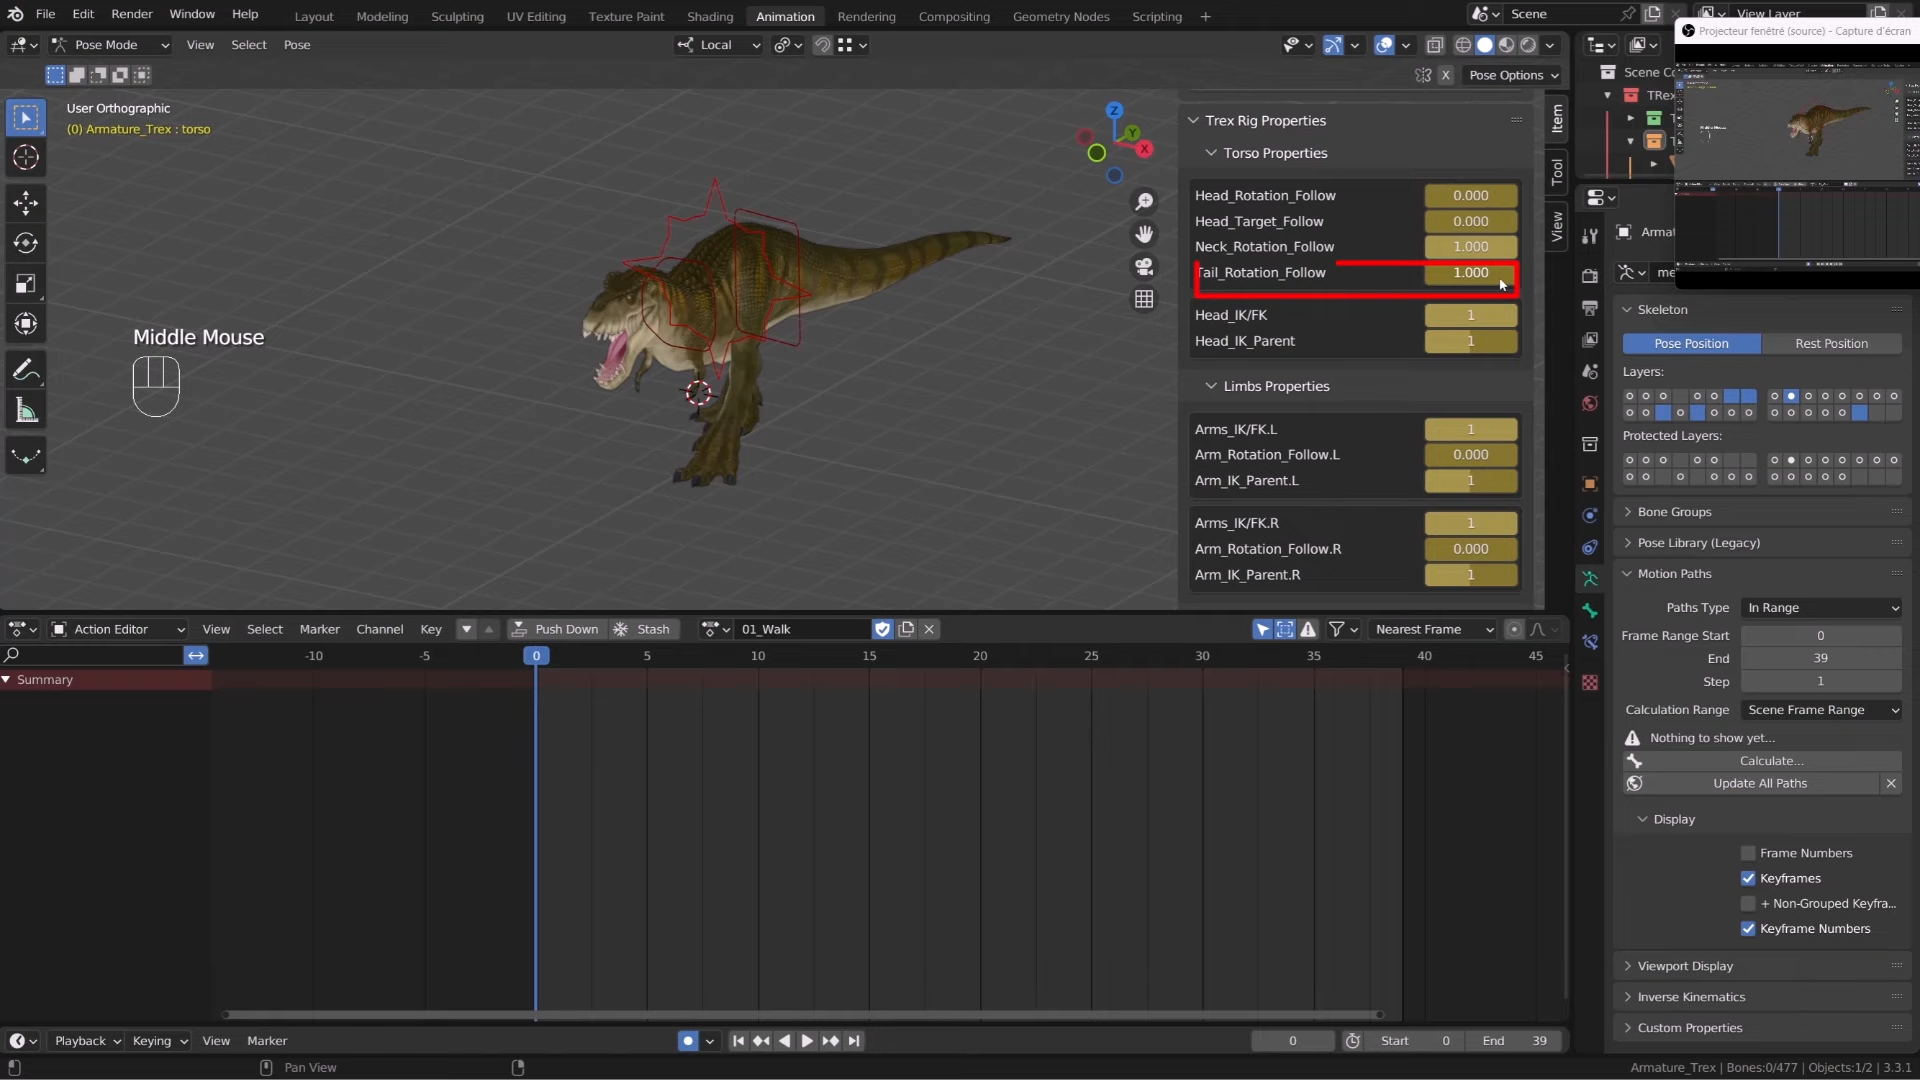 File Edit Render Window Help
Layout Modeling Sculpting UV Editing Texture Paint Shading Animation Rendering Compositing Geometry Nodes Scripting +
Scene
View Layer
Pose Mode View Select Pose
Local
X Pose Options
Projecteur fenêtré (source) - Capture d'écran
User Orthographic
(0) Armature_Trex : torso
Z
Y
X
Middle Mouse
Item
Tool
View
Trex Rig Properties
Torso Properties
Head_Rotation_Follow 0.000
Head_Target_Follow 0.000
Neck_Rotation_Follow 1.000
Tail_Rotation_Follow 1.000
Head_IK/FK 1
Head_IK_Parent 1
Limbs Properties
Arms_IK/FK.L 1
Arm_Rotation_Follow.L 0.000
Arm_IK_Parent.L 1
Arms_IK/FK.R 1
Arm_Rotation_Follow.R 0.000
Arm_IK_Parent.R 1
Scene Co
TRex
Armat
me
Skeleton
Pose Position Rest Position
Layers:
Protected Layers:
Bone Groups
Pose Library (Legacy)
Motion Paths
Paths Type In Range
Frame Range Start 0
End 39
Step 1
Calculation Range Scene Frame Range
Nothing to show yet...
Calculate...
Update All Paths
Display
Frame Numbers
Keyframes
+ Non-Grouped Keyfra...
Keyframe Numbers
Viewport Display
Inverse Kinematics
Custom Properties
Action Editor View Select Marker Channel Key Push Down Stash 01_Walk Nearest Frame
-10 -5 0 5 10 15 20 25 30 35 40 45
Summary
Playback Keying View Marker 0 Start 0 End 39
Pan View
Armature_Trex | Bones:0/477 | Objects:1/2 | 3.3.1